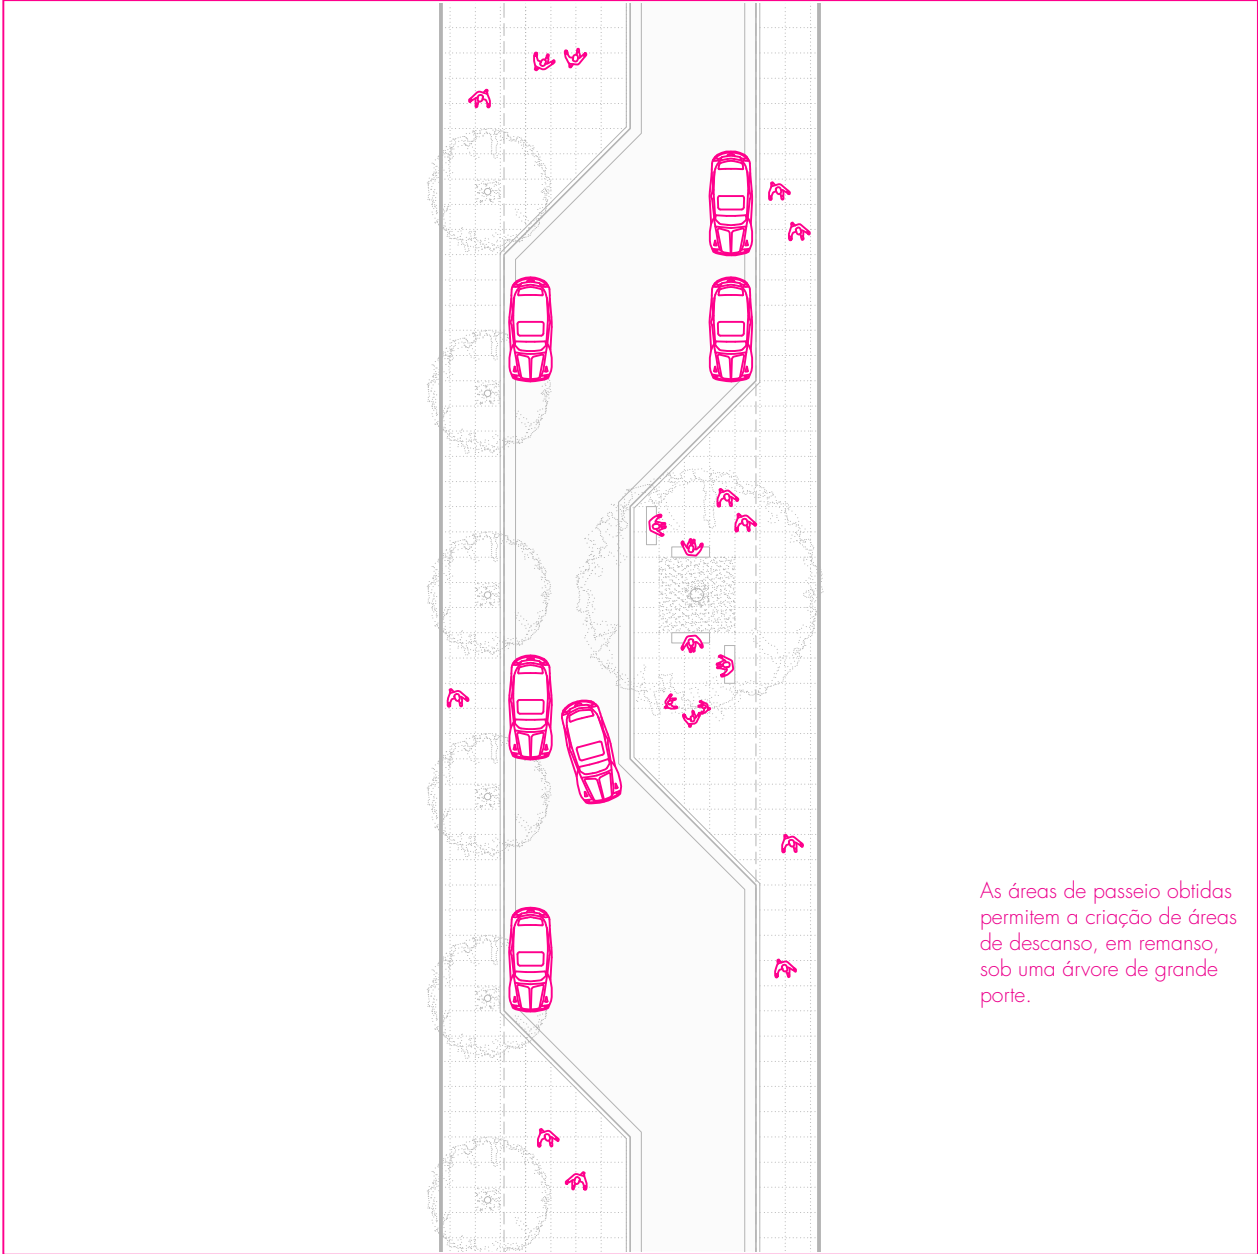 As áreas de passeio obtidas
permitem a criação de áreas
de descanso, em remanso,
sob uma árvore de grande
porte.